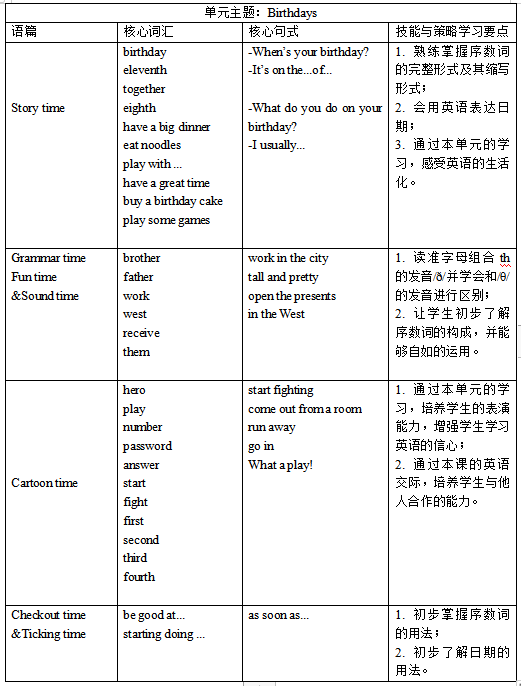 单元主题：Birthdays
语篇
核心词汇
核心句式
技能与策略学习要点
Story time
birthday
eleventh
together
eighth
have a big dinner
eat noodles
play with ...
have a great time
buy a birthday cake
play some games
-When's your birthday?
-It's on the...of...
-What do you do on your
birthday?
-I usually...
1. 熟练掌握序数词
的完整形式及其缩写
形式；
2. 会用英语表达日
期；
3. 通过本单元的学
习，感受英语的生活
化。
Grammar time
Fun time
&Sound time
brother
father
work
west
receive
them
work in the city
tall and pretty
open the presents
in the West
1. 读准字母组合 th
的发音/ð/并学会和/θ/
的发音进行区别；
2. 让学生初步了解
序数词的构成，并能
够自如的运用。
Cartoon time
hero
play
number
password
answer
start
fight
first
second
third
fourth
start fighting
come out from a room
run away
go in
What a play!
1. 通过本单元的学
习，培养学生的表演
能力，增强学生学习
英语的信心；
2. 通过本课的英语
交际，培养学生与他
人合作的能力。
Checkout time
&Ticking time
be good at...
starting doing ...
as soon as...
1. 初步掌握序数词
的用法；
2. 初步了解日期的
用法。